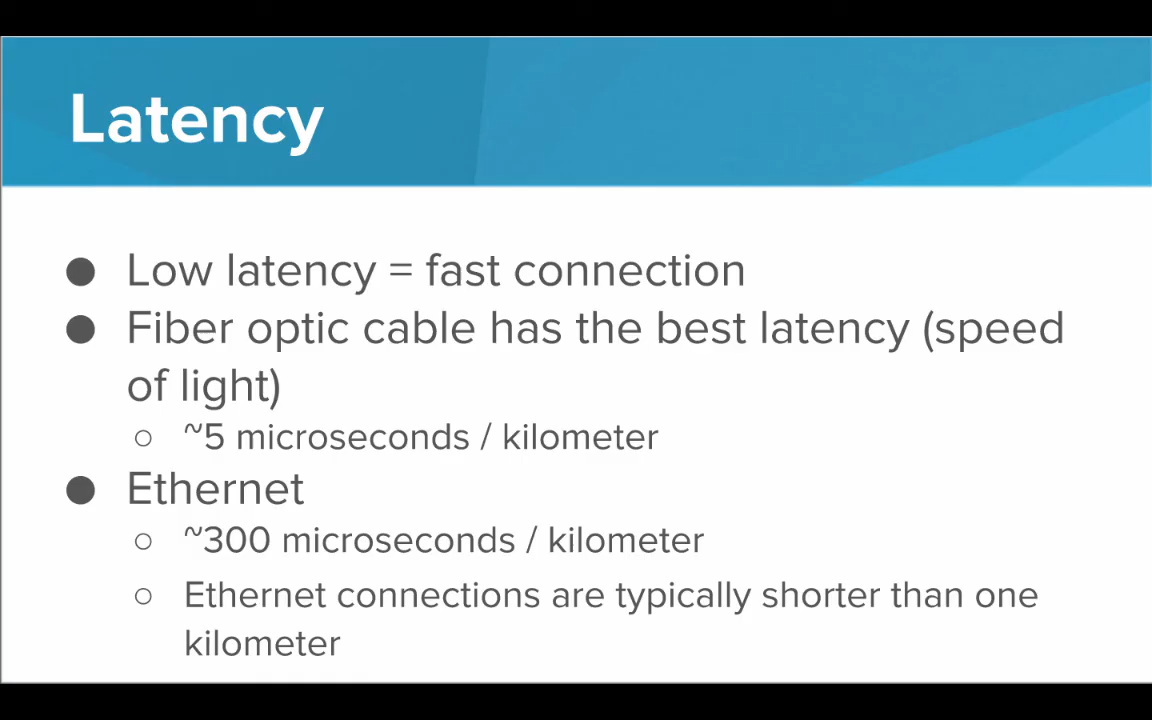 Latency
● Low latency = fast connection
● Fiber optic cable has the best latency (speed
of light)
○ ~5 microseconds / kilometer
● Ethernet
○ ~300 microseconds / kilometer
○ Ethernet connections are typically shorter than one
kilometer